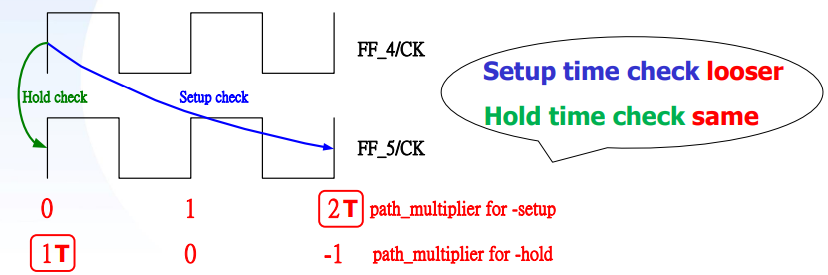 FF_4/CK
Setup time check looser
Hold time check same
Hold check
Setup check
FF_5/CK
0 1 2T path_multiplier for -setup
1T 0 -1 path_multiplier for -hold